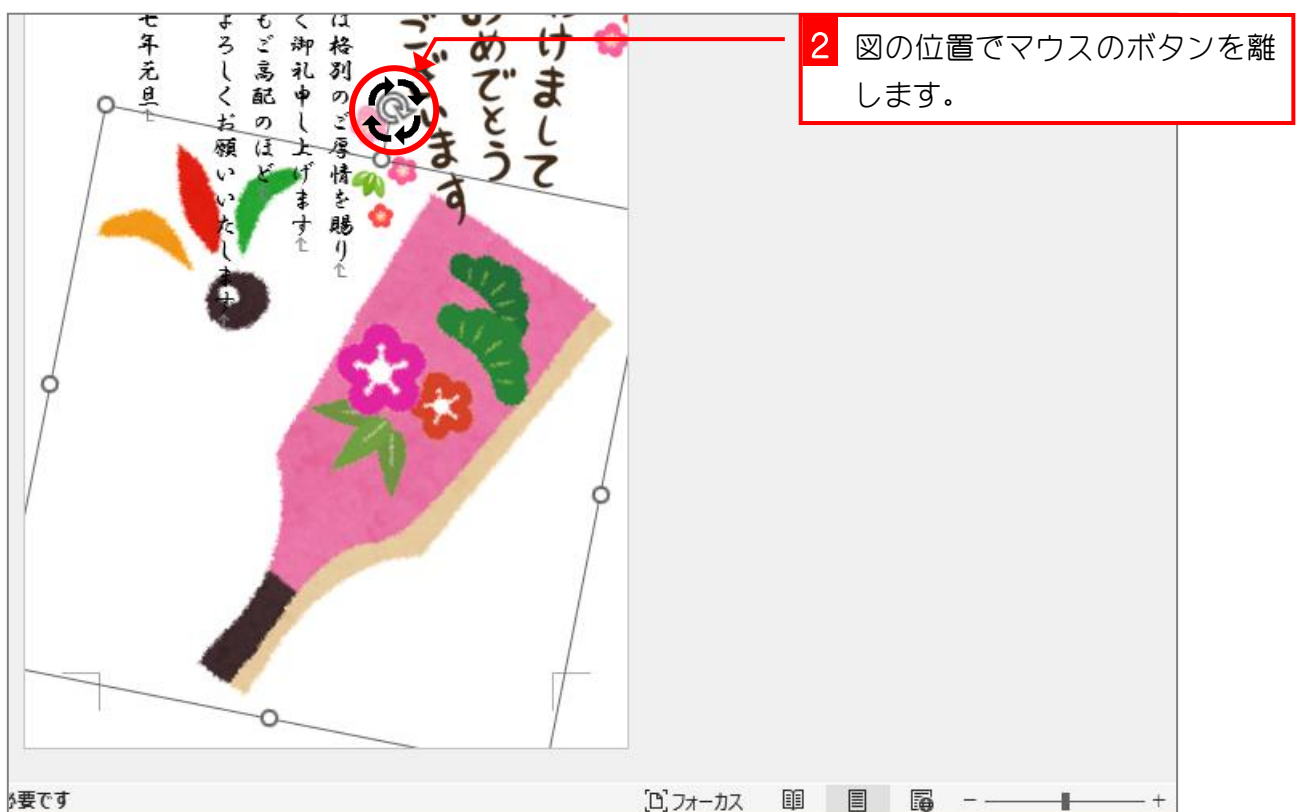 2 図の位置でマウスのボタンを離
します。
けまして
めでとう
ございます
は格別のご厚情を賜り
く御礼申し上げます
もご高配のほど
よろしくお願いいたします
七年元旦
要です
フォーカス